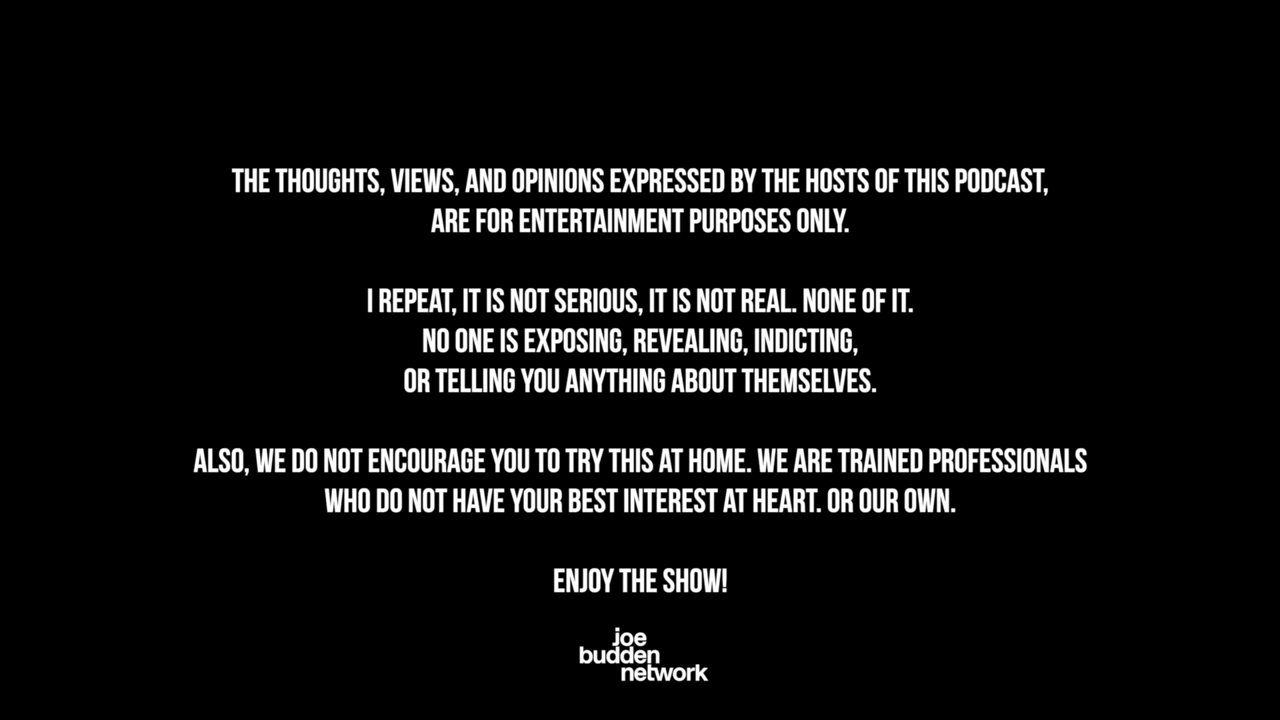 THE THOUGHTS, VIEWS, AND OPINIONS EXPRESSED BY THE HOSTS OF THIS PODCAST,
ARE FOR ENTERTAINMENT PURPOSES ONLY.
I REPEAT, IT IS NOT SERIOUS, IT IS NOT REAL. NONE OF IT.
NO ONE IS EXPOSING, REVEALING, INDICTING,
OR TELLING YOU ANYTHING ABOUT THEMSELVES.
ALSO, WE DO NOT ENCOURAGE YOU TO TRY THIS AT HOME. WE ARE TRAINED PROFESSIONALS
WHO DO NOT HAVE YOUR BEST INTEREST AT HEART. OR OUR OWN.
ENJOY THE SHOW!
joe
budden
network